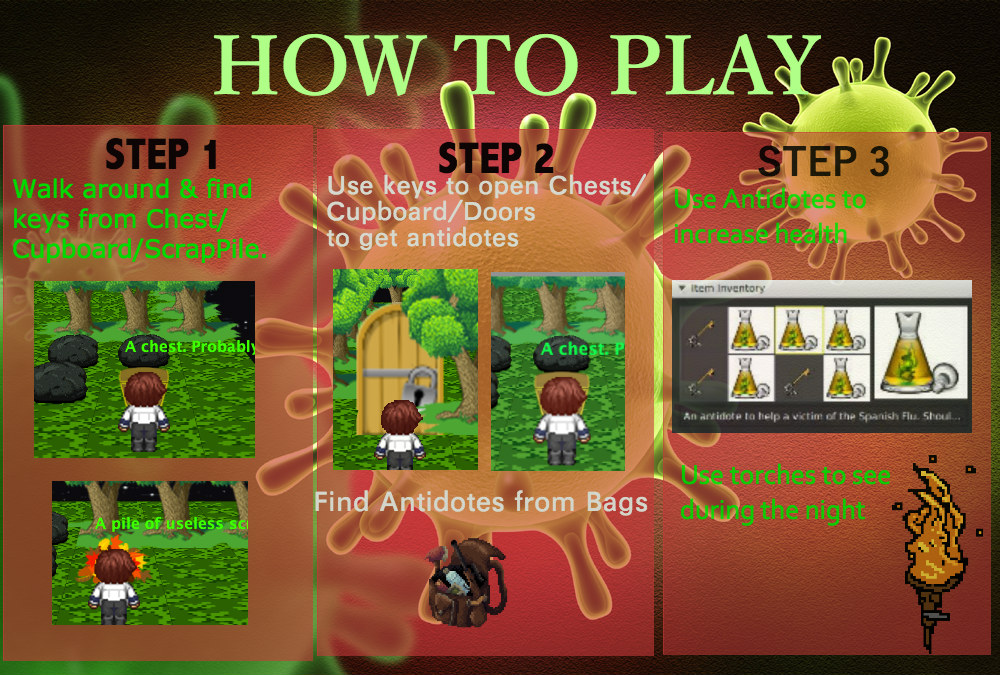 HOW TO PLAY
STEP 1
Walk around & find
keys from Chest/
Cupboard/ScrapPile.
A chest. Probably
A pile of useless scr
STEP 2
Use keys to open Chests/
Cupboard/Doors
to get antidotes
A chest. P
Find Antidotes from Bags
STEP 3
Use Antidotes to
increase health
Item Inventory
An antidote to help a victim of the Spanish Flu. Shoul...
Use torches to see
during the night